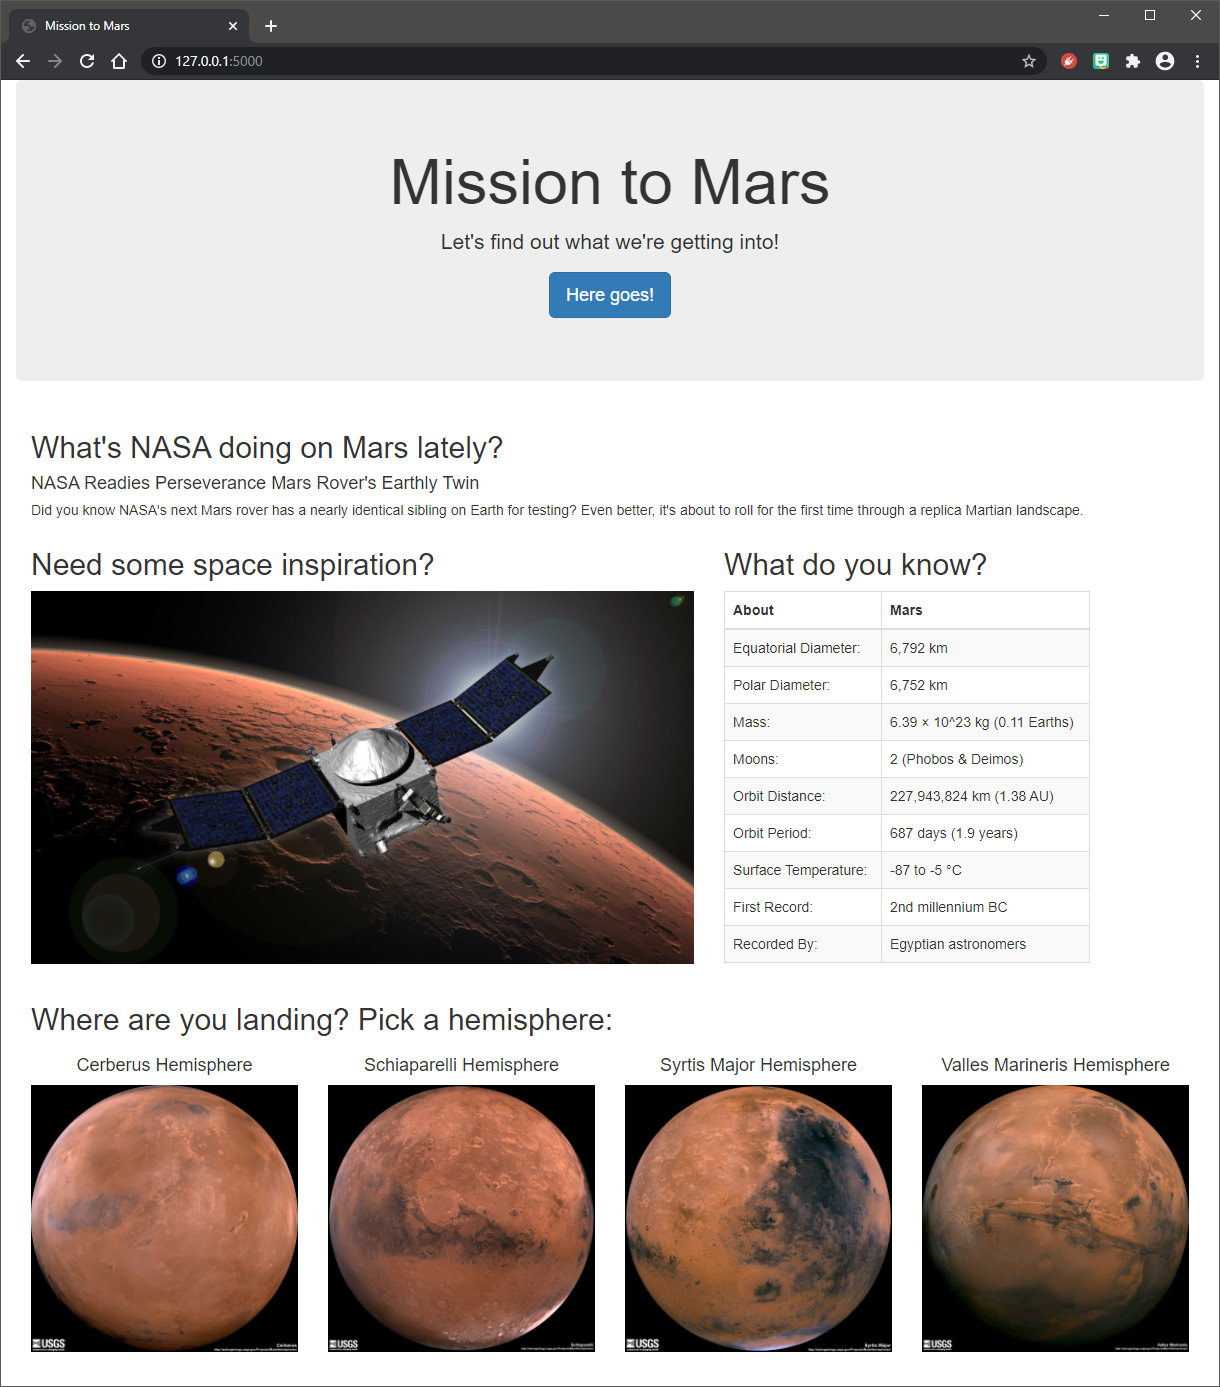 Mission to Mars
127.0.0.1:5000
Mission to Mars
Let's find out what we're getting into!
Here goes!
What's NASA doing on Mars lately?
NASA Readies Perseverance Mars Rover's Earthly Twin
Did you know NASA's next Mars rover has a nearly identical sibling on Earth for testing? Even better, it's about to roll for the first time through a replica Martian landscape.
Need some space inspiration?
What do you know?
About Mars
Equatorial Diameter: 6,792 km
Polar Diameter: 6,752 km
Mass: 6.39 × 10^23 kg (0.11 Earths)
Moons: 2 (Phobos & Deimos)
Orbit Distance: 227,943,824 km (1.38 AU)
Orbit Period: 687 days (1.9 years)
Surface Temperature: -87 to -5 °C
First Record: 2nd millennium BC
Recorded By: Egyptian astronomers
Where are you landing? Pick a hemisphere:
Cerberus Hemisphere
Schiaparelli Hemisphere
Syrtis Major Hemisphere
Valles Marineris Hemisphere
USGS
Cerberus
USGS
Schiaparelli
USGS
Syrtis Major
USGS
Valles Marineris